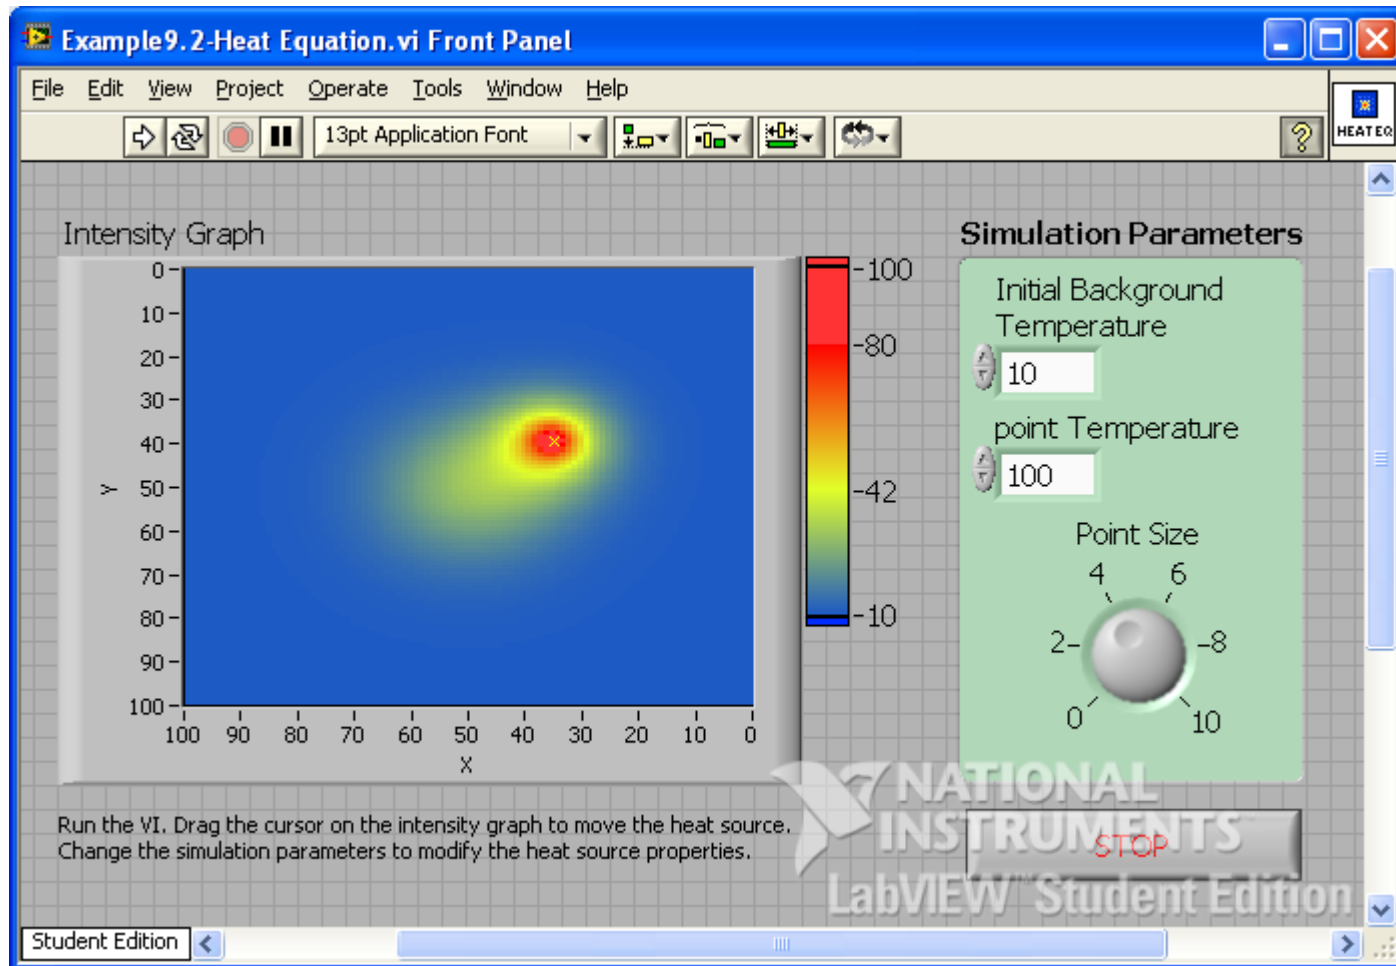 Example9.2-Heat Equation.vi Front Panel
File Edit View Project Operate Tools Window Help
13pt Application Font
HEAT EQ
Intensity Graph
Simulation Parameters
0
10
20
30
40
50
60
70
80
90
100
Y
100 90 80 70 60 50 40 30 20 10 0
X
100
80
42
10
Initial Background
Temperature
10
point Temperature
100
Point Size
4 6
2 8
0 10
Run the VI. Drag the cursor on the intensity graph to move the heat source.
Change the simulation parameters to modify the heat source properties.
STOP
NATIONAL
INSTRUMENTS™
LabVIEW™ Student Edition
Student Edition